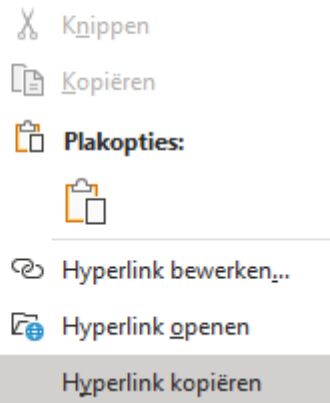 Knippen
Kopiëren
Plakopties:
Hyperlink bewerken...
Hyperlink openen
Hyperlink kopiëren